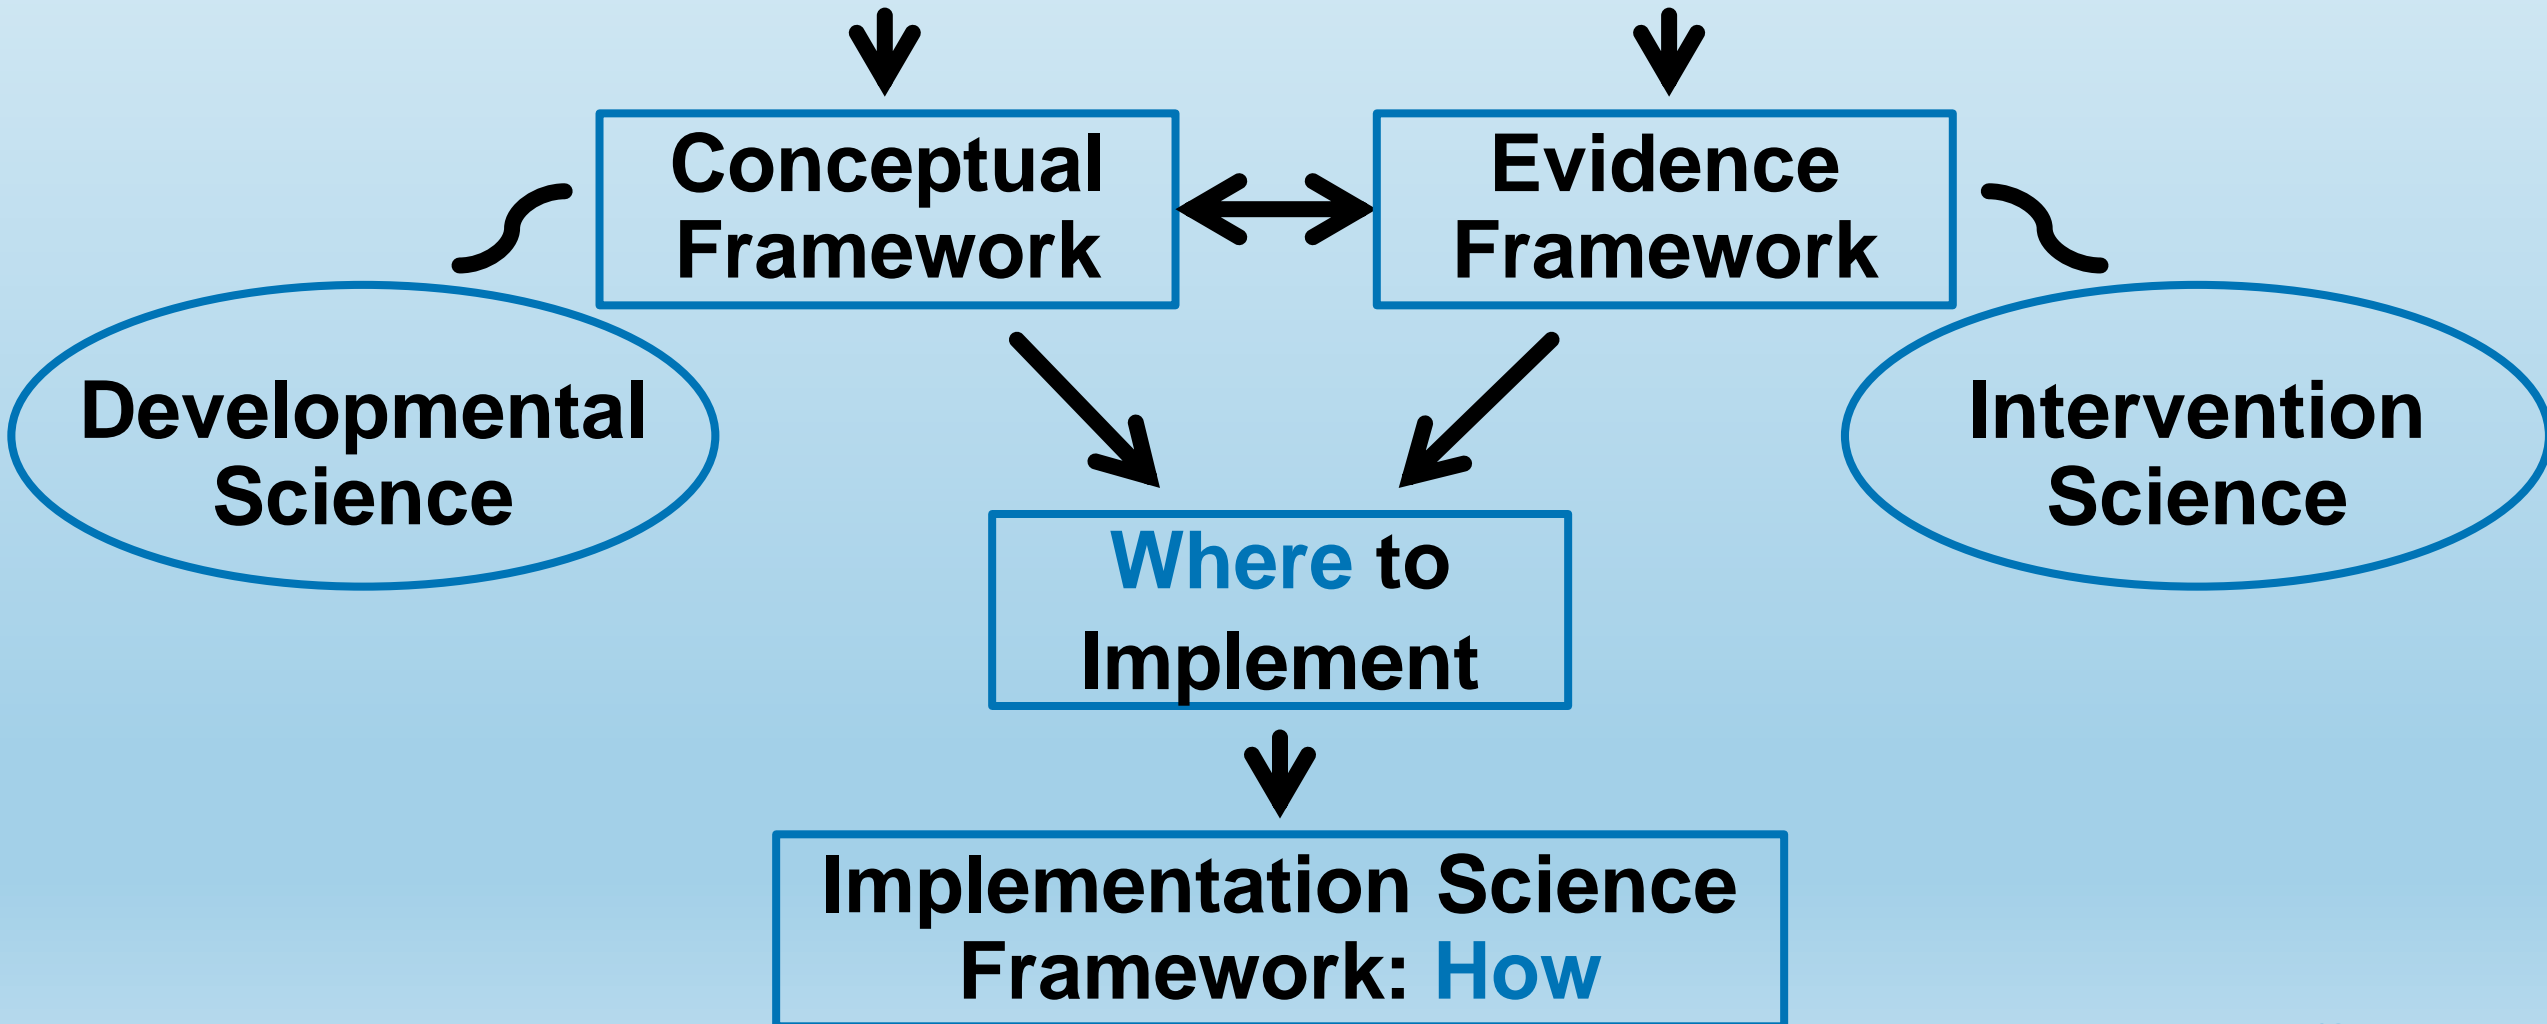 Conceptual
Framework
Evidence
Framework
Developmental
Science
Intervention
Science
Where to
Implement
Implementation Science
Framework: How